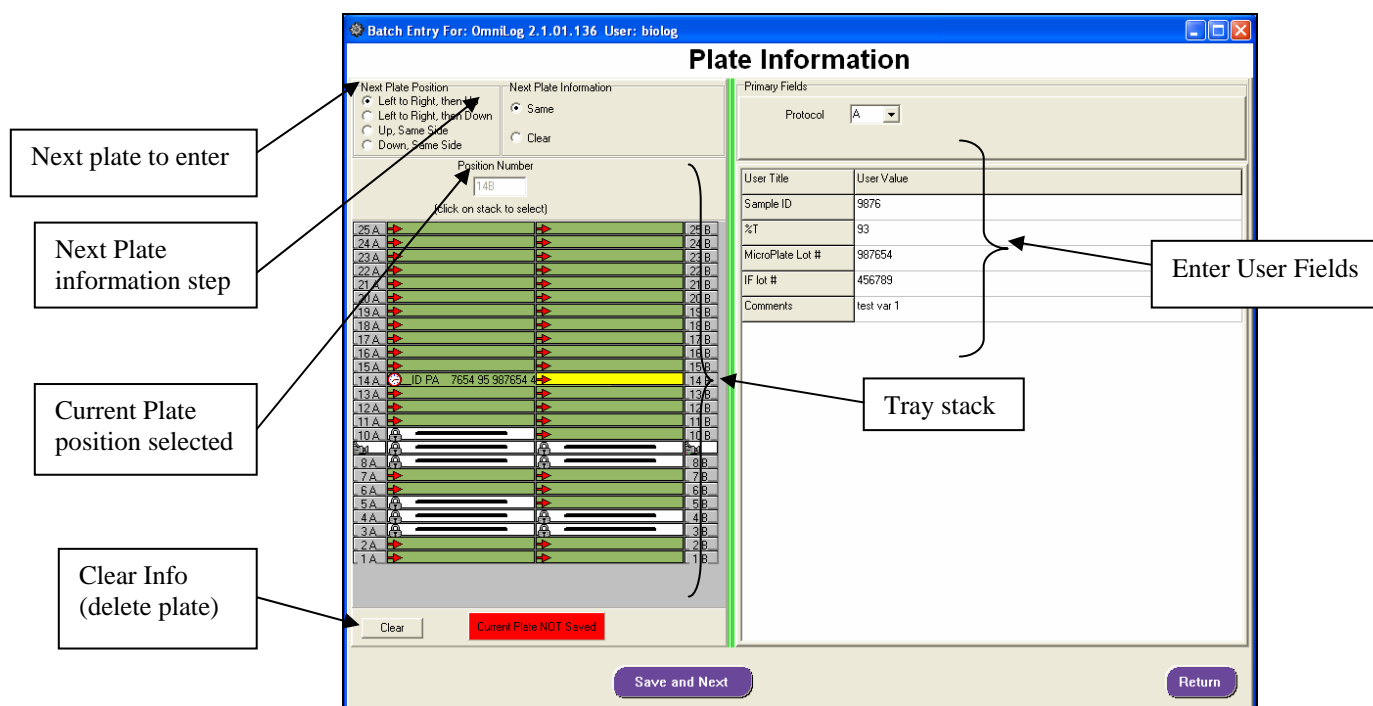 Batch Entry For: OmniLog 2.1.01.136 User: biolog
Plate Information
Next Plate Position
Left to Right, then Up
Left to Right, then Down
Up, Same Side
Down, Same Side
Next Plate Information
Same
Clear
Position Number
14B
(click on stack to select)
25 A 25 B
24 A 24 B
23 A 23 B
22 A 22 B
21 A 21 B
20 A 20 B
19 A 19 B
18 A 18 B
17 A 17 B
16 A 16 B
15 A 15 B
14 A _ID PA 7654 95 987654 4 14 B
13 A 13 B
12 A 12 B
11 A 11 B
10 A 10 B
8 A 8 B
7 A 7 B
6 A 6 B
5 A 5 B
4 A 4 B
3 A 3 B
2 A 2 B
1 A 1 B
Clear
Current Plate NOT Saved
Primary Fields
Protocol A
User Title User Value
Sample ID 9876
%T 93
MicroPlate Lot # 987654
IF lot # 456789
Comments test var 1
Save and Next
Return
Next plate to enter
Next Plate
information step
Current Plate
position selected
Clear Info
(delete plate)
Enter User Fields
Tray stack